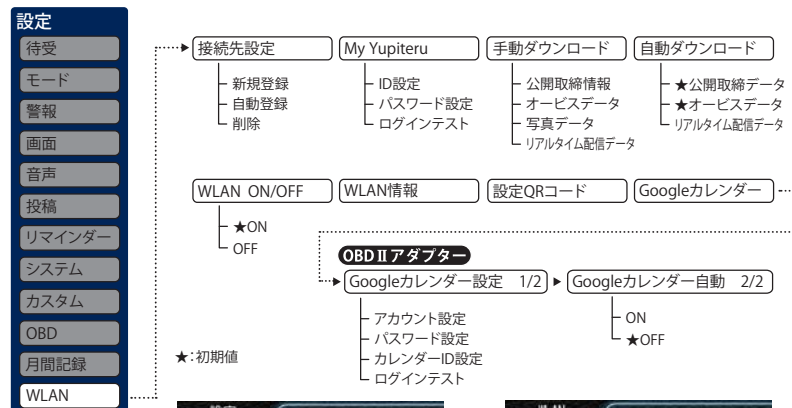 設定
待受
モード
警報
画面
音声
投稿
リマインダー
システム
カスタム
OBD
月間記録
WLAN
接続先設定
新規登録
自動登録
削除
My Yupiteru
ID設定
パスワード設定
ログインテスト
手動ダウンロード
公開取締情報
オービスデータ
写真データ
リアルタイム配信データ
自動ダウンロード
★公開取締データ
★オービスデータ
リアルタイム配信データ
WLAN ON/OFF
★ON
OFF
WLAN情報
設定QRコード
Googleカレンダー
OBDⅡアダプター
Googleカレンダー設定 1/2
アカウント設定
パスワード設定
カレンダーID設定
ログインテスト
Googleカレンダー自動 2/2
ON
★OFF
★:初期値